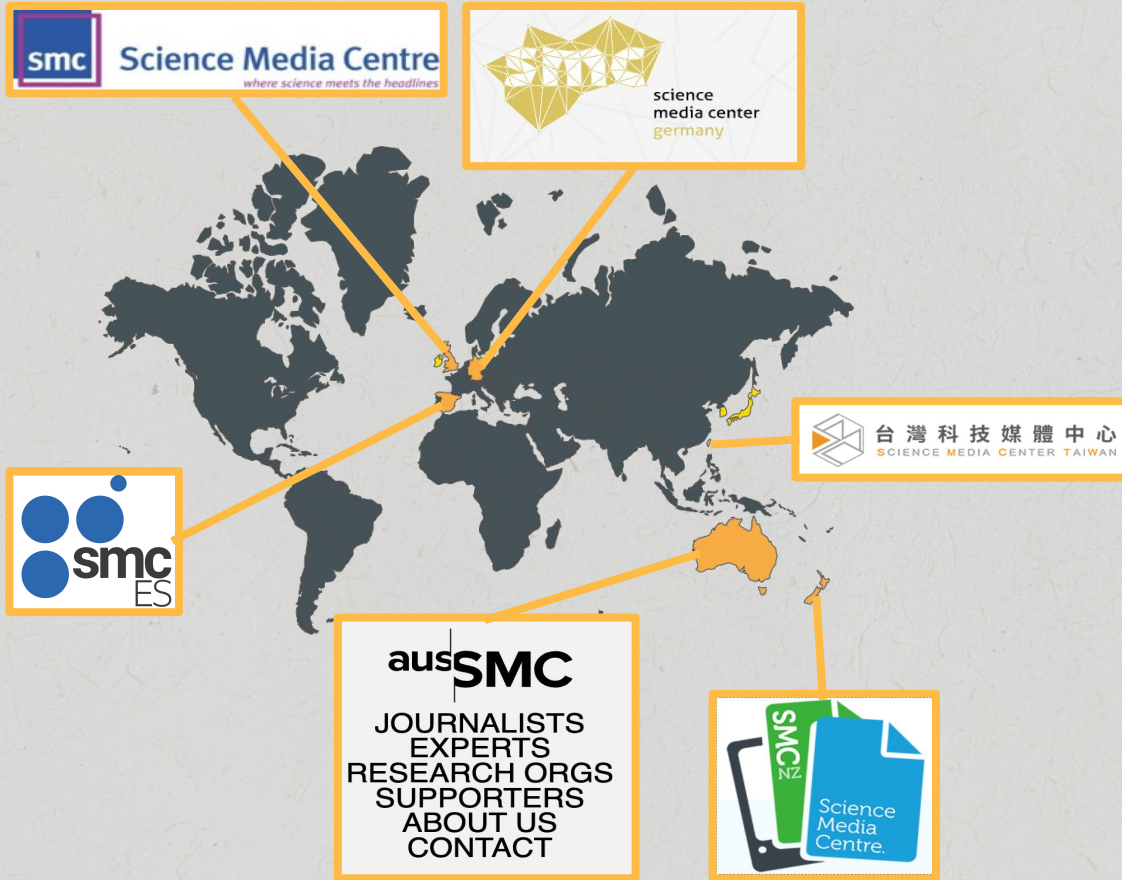 smc
Science Media Centre
where science meets the headlines
smc
science
media center
germany
台灣科技媒體中心
SCIENCE MEDIA CENTER TAIWAN
smc
ES
ausSMC
JOURNALISTS
EXPERTS
RESEARCH ORGS
SUPPORTERS
ABOUT US
CONTACT
SMC
NZ
Science
Media
Centre.